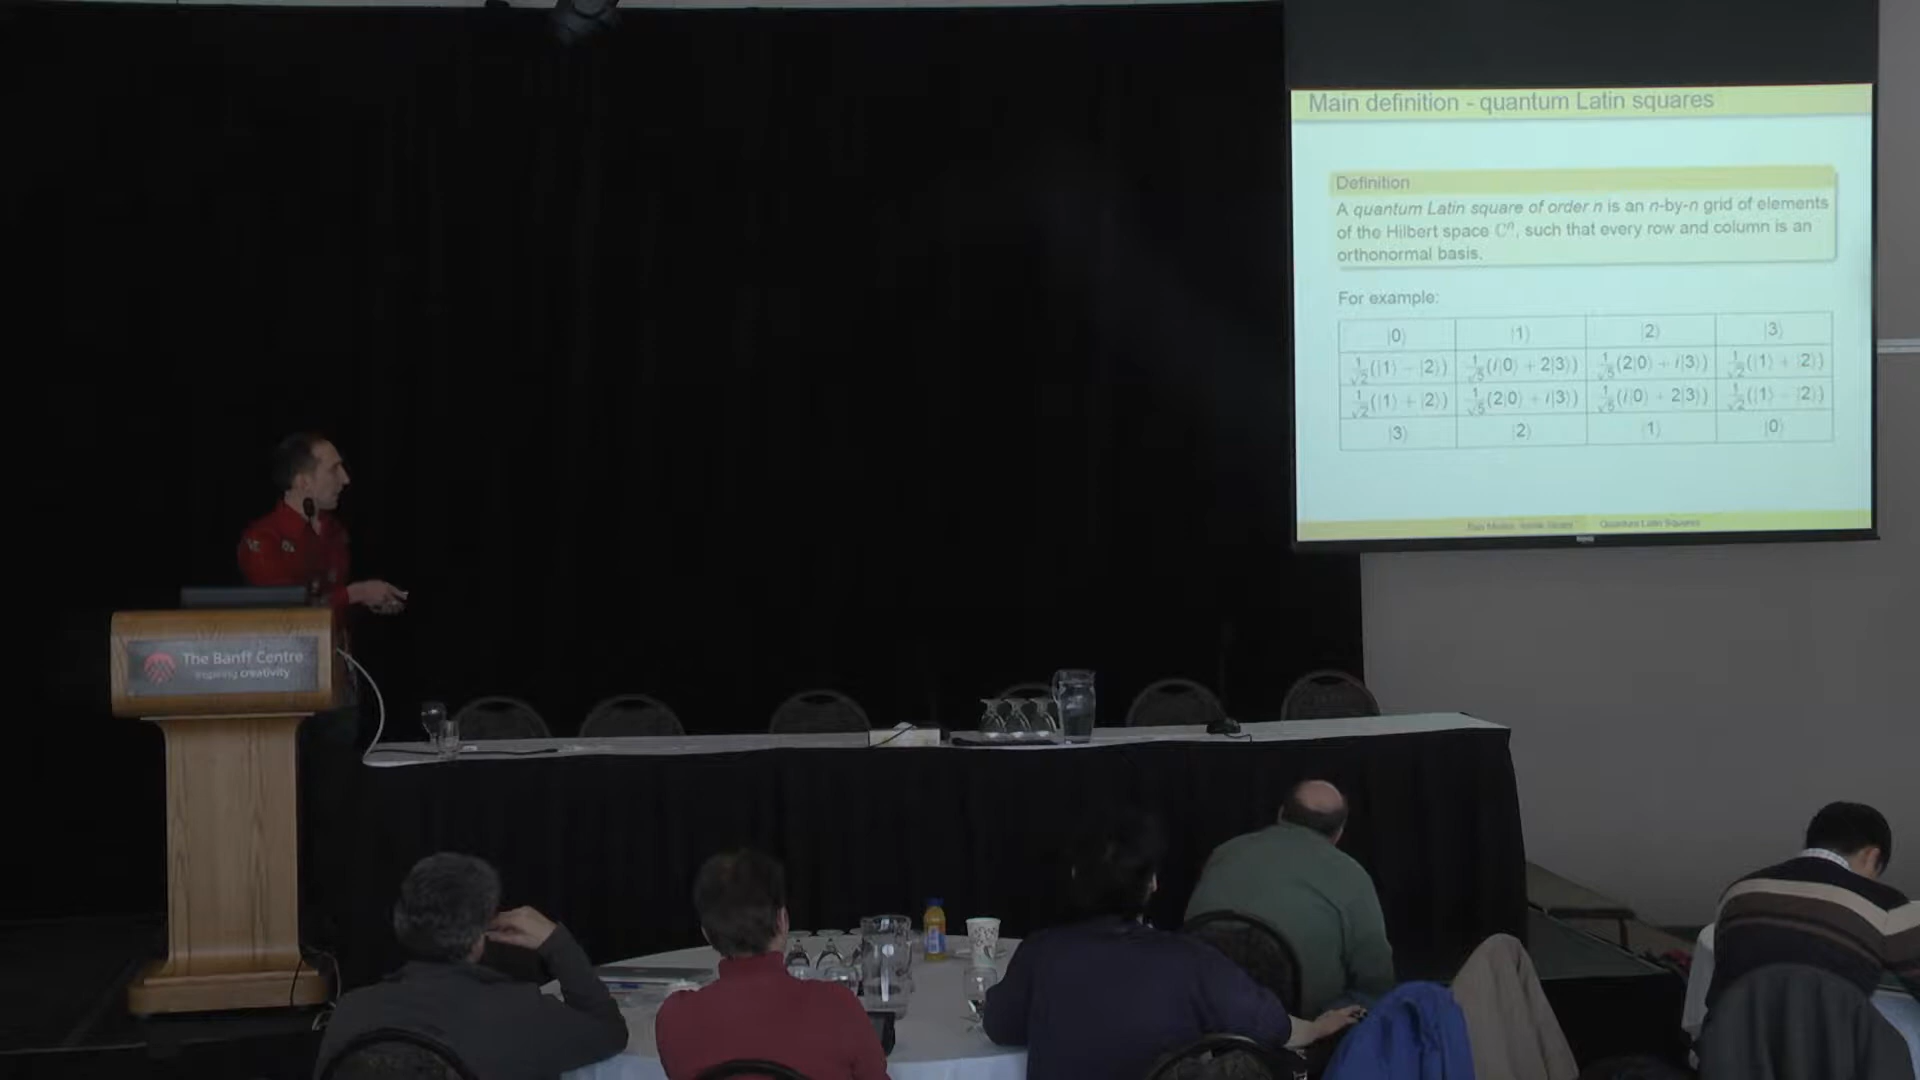 Main definition - quantum Latin squares
Definition
A quantum Latin square of order n is an n-by-n grid of elements
of the Hilbert space ℂⁿ, such that every row and column is an
orthonormal basis.
For example:
|0⟩ |1⟩ |2⟩ |3⟩
1/√2(|1⟩ − |2⟩) 1/√5(i|0⟩ + 2|3⟩) 1/√5(2|0⟩ + i|3⟩) 1/√2(|1⟩ + |2⟩)
1/√2(|1⟩ + |2⟩) 1/√5(2|0⟩ + i|3⟩) 1/√5(i|0⟩ + 2|3⟩) 1/√2(|1⟩ − |2⟩)
|3⟩ |2⟩ |1⟩ |0⟩
Quantum Latin Squares
The Banff Centre
inspiring creativity